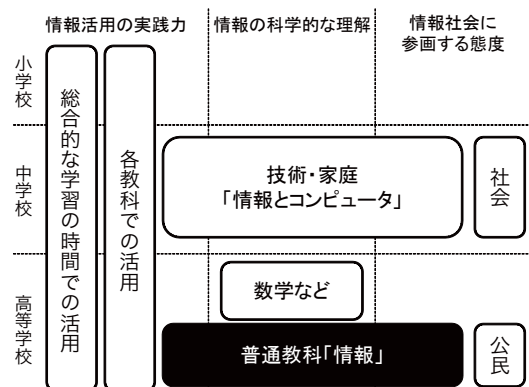 情報活用の実践力
情報の科学的な理解
情報社会に
参画する態度
小学校
中学校
高等学校
総合的な学習の時間での活用
各教科での活用
技術・家庭
「情報とコンピュータ」
社会
数学など
普通教科「情報」
公民